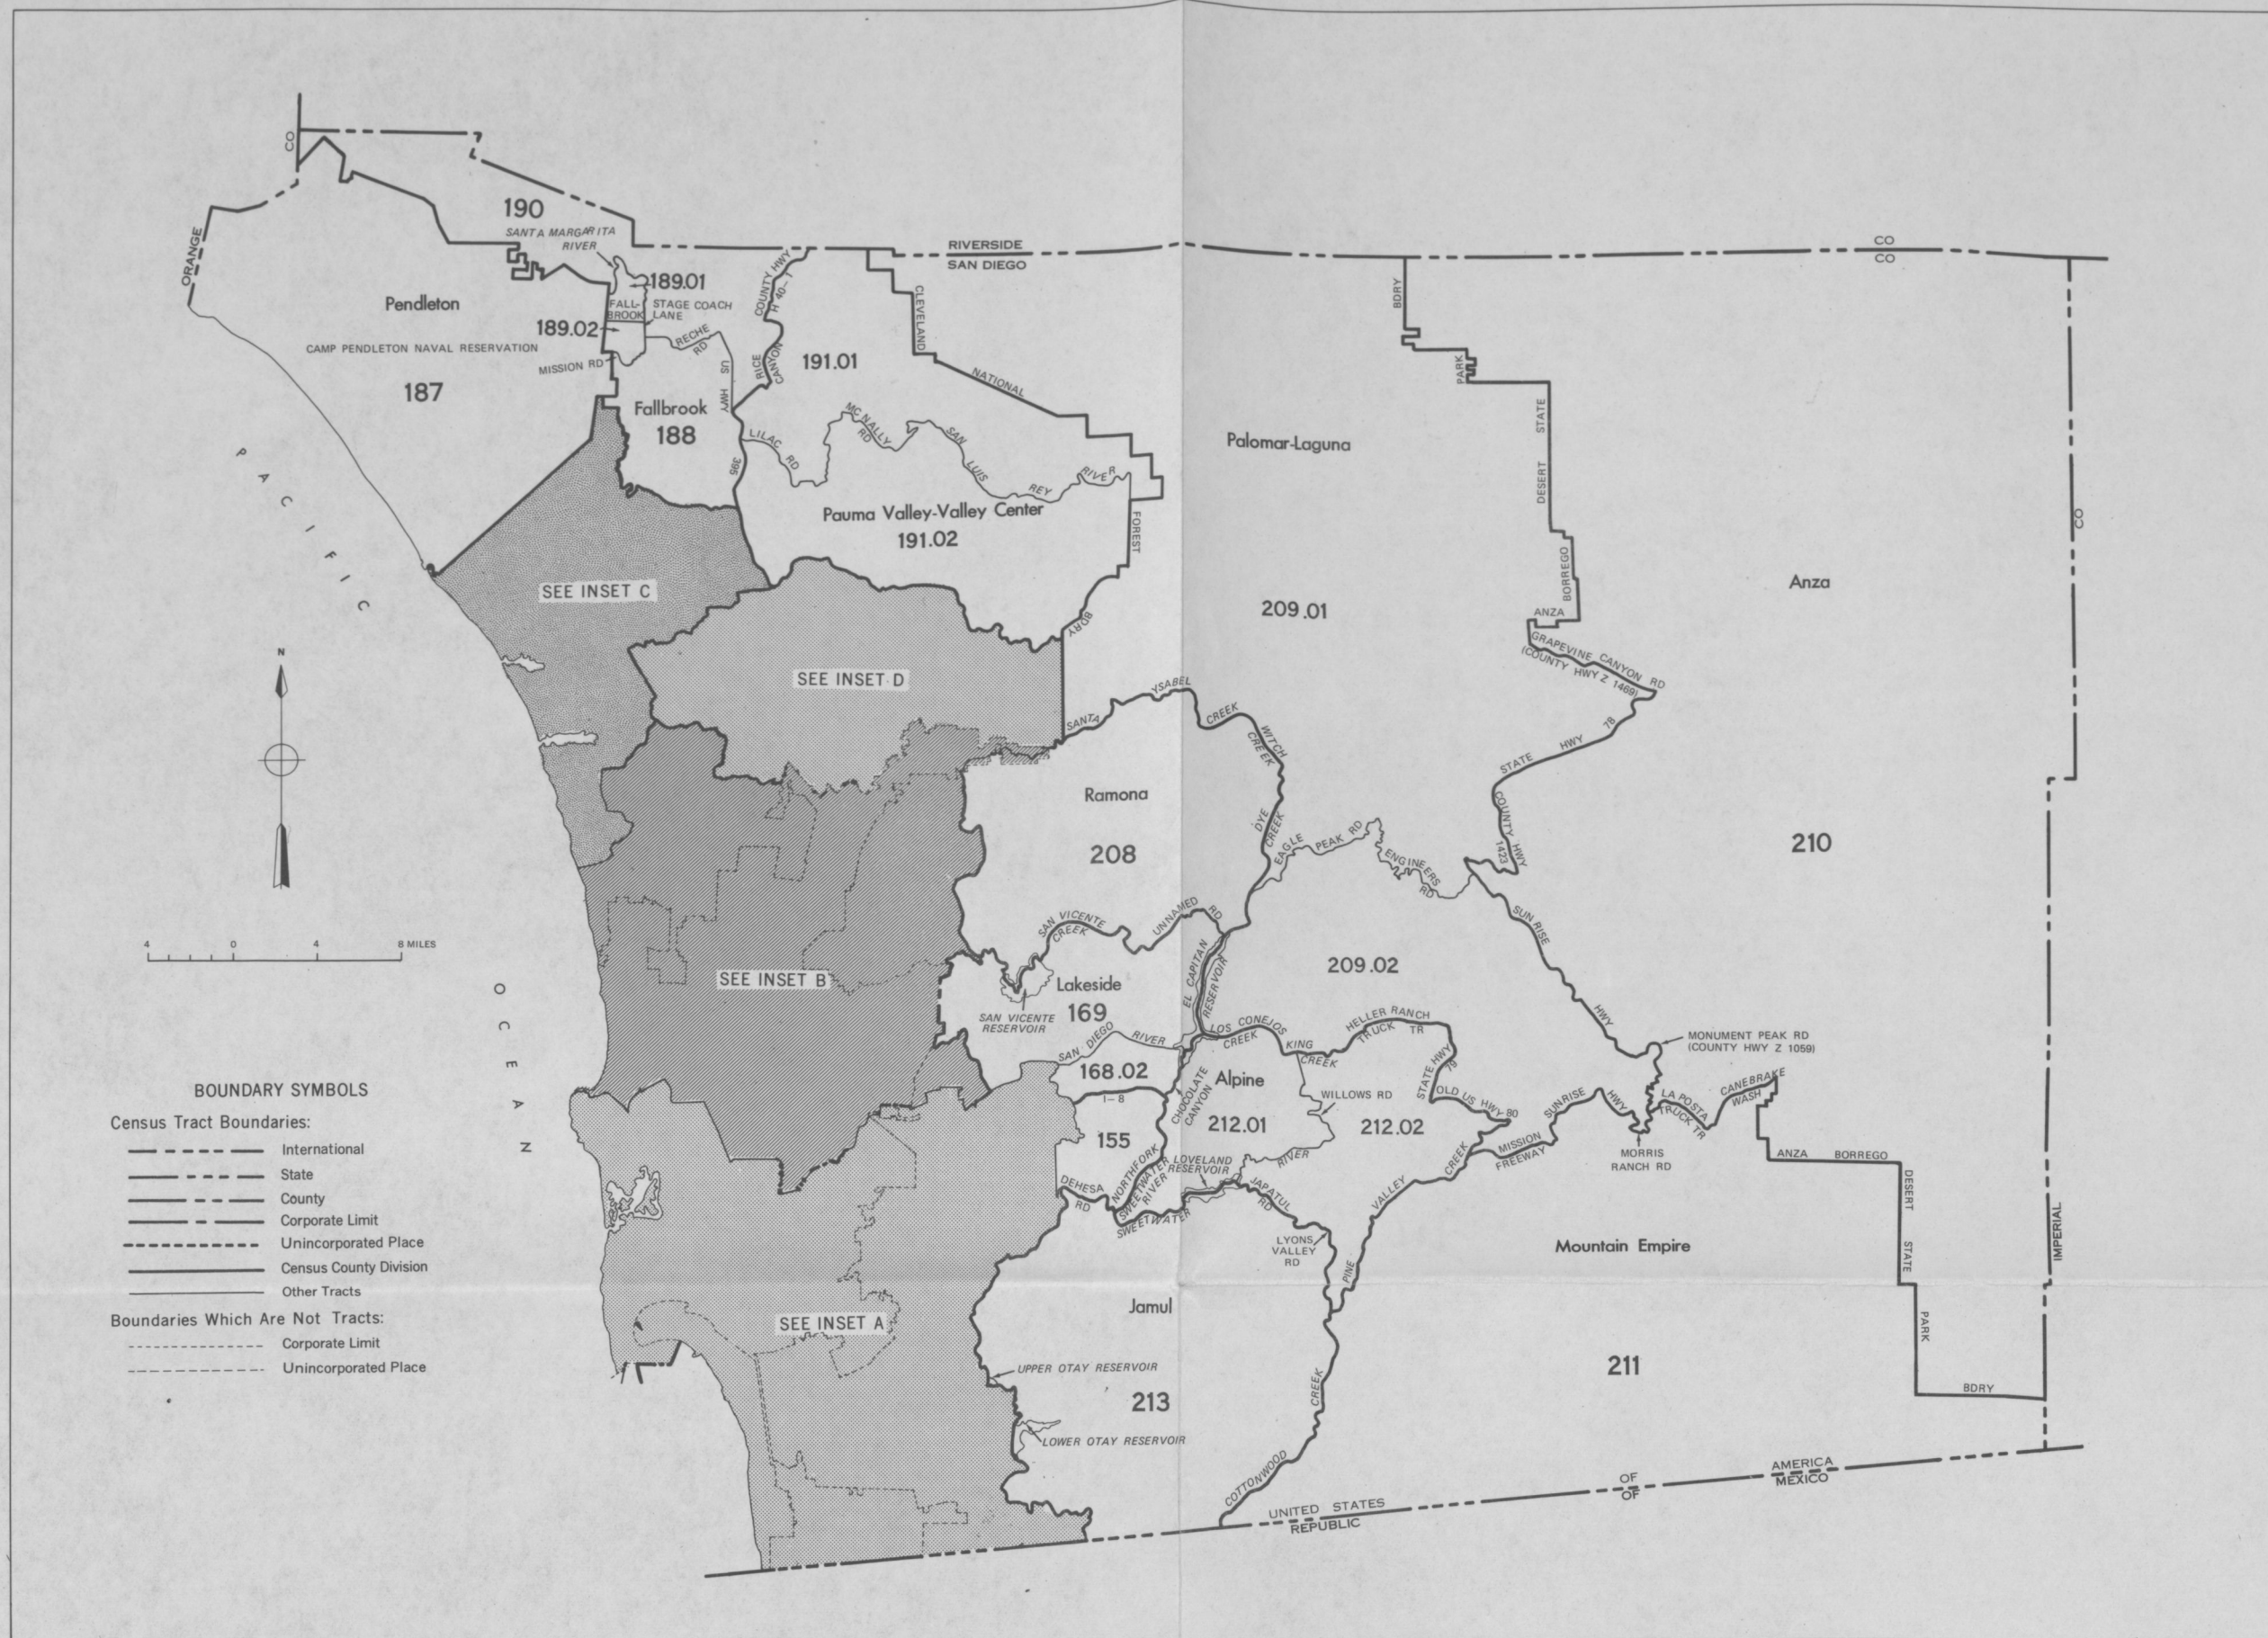 CO
CO
ORANGE
190
SANTA MARGARITA
RIVER
189.01
FALL-
BROOK
STAGE COACH
LANE
189.02
MISSION RD
RECHE
RD
US HWY
395
Pendleton
CAMP PENDLETON NAVAL RESERVATION
187
Fallbrook
188
COUNTY HWY
H 40-1
RICE
CANYON
RIVERSIDE
SAN DIEGO
CO
CO
CLEVELAND
NATIONAL
FOREST
BDRY
191.01
LILAC RD
MC NALLY
RD
SAN LUIS REY RIVER
Pauma Valley-Valley Center
191.02
Palomar-Laguna
209.01
BDRY
PARK
STATE
DESERT
BORREGO
ANZA
GRAPEVINE CANYON RD
(COUNTY HWY Z 1469)
STATE HWY 78
COUNTY HWY
1423
Anza
210
CO
PACIFIC
OCEAN
SEE INSET C
SEE INSET D
SEE INSET B
SEE INSET A
N
4 0 4 8 MILES
SANTA YSABEL CREEK
WITCH
CREEK
DYE
CREEK
Ramona
208
EAGLE PEAK RD
ENGINEERS
RD
SUN RISE HWY
SAN VICENTE
CREEK
UNNAMED RD
EL CAPITAN
RESERVOIR
Lakeside
169
SAN VICENTE
RESERVOIR
209.02
SAN DIEGO RIVER
168.02
I-8
LOS CONEJOS
CREEK
KING
CREEK
HELLER RANCH
TRUCK TR
STATE HWY
79
OLD US HWY 80
MONUMENT PEAK RD
(COUNTY HWY Z 1059)
Alpine
212.01
CHOCOLATE
CANYON
WILLOWS RD
212.02
155
SUNRISE HWY
LA POSTA
TRUCK TR
CANEBRAKE
WASH
MISSION
FREEWAY
MORRIS
RANCH RD
ANZA BORREGO
DESERT
STATE
PARK
BDRY
IMPERIAL
DEHESA
RD
NORTHFORK
SWEETWATER
RIVER
LOVELAND
RESERVOIR
SWEETWATER
RIVER
JAPATUL
RD
LYONS
VALLEY
RD
PINE VALLEY CREEK
Mountain Empire
211
Jamul
213
UPPER OTAY RESERVOIR
LOWER OTAY RESERVOIR
COTTONWOOD CREEK
UNITED STATES OF AMERICA
REPUBLIC OF MEXICO
BOUNDARY SYMBOLS
Census Tract Boundaries:
International
State
County
Corporate Limit
Unincorporated Place
Census County Division
Other Tracts
Boundaries Which Are Not Tracts:
Corporate Limit
Unincorporated Place